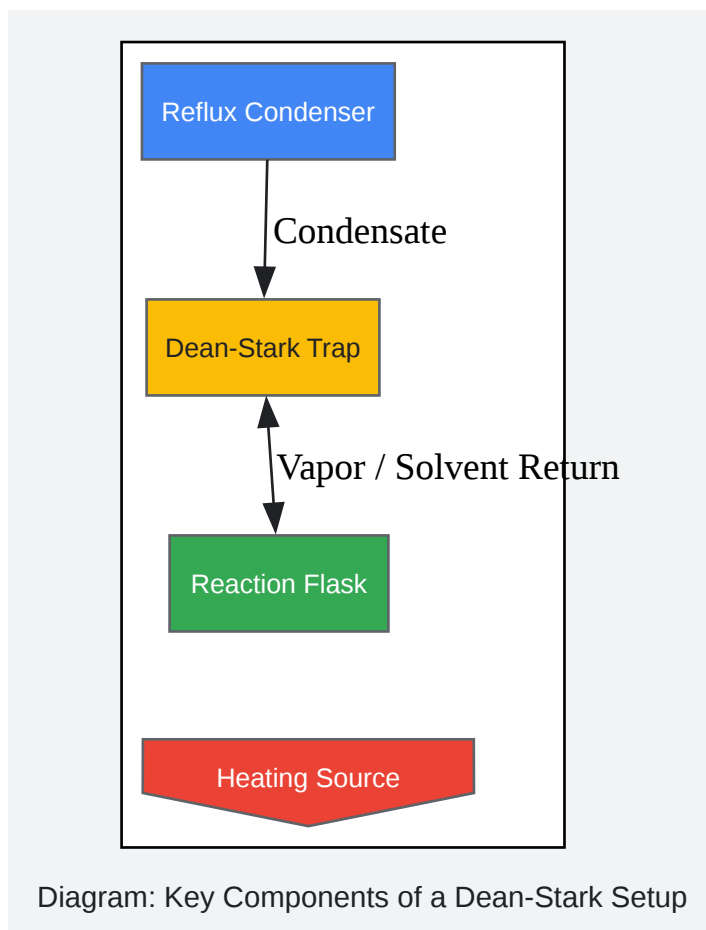 Reflux Condenser
Condensate
Dean-Stark Trap
Vapor / Solvent Return
Reaction Flask
Heating Source
Diagram: Key Components of a Dean-Stark Setup